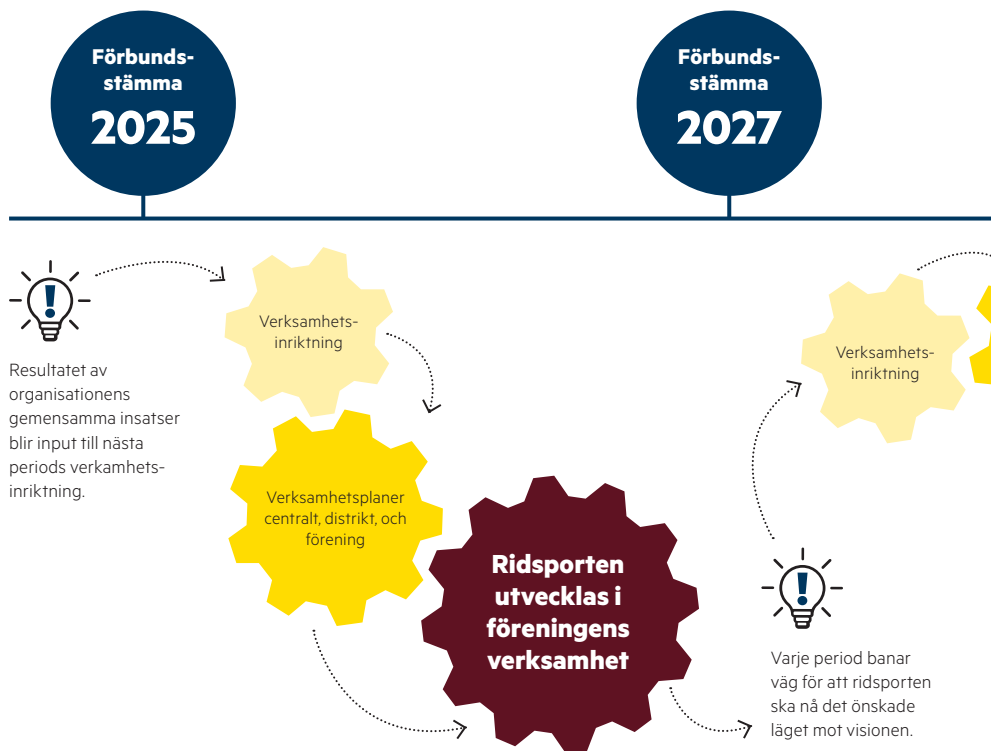 Förbunds-
stämma
2025
Förbunds-
stämma
2027
Resultatet av
organisationens
gemensamma insatser
blir input till nästa
periods verkamhets-
inriktning.
Verksamhets-
inriktning
Verksamhetsplaner
centralt, distrikt, och
förening
Ridsporten
utvecklas i
föreningens
verksamhet
Varje period banar
väg för att ridsporten
ska nå det önskade
läget mot visionen.
Verksamhets-
inriktning